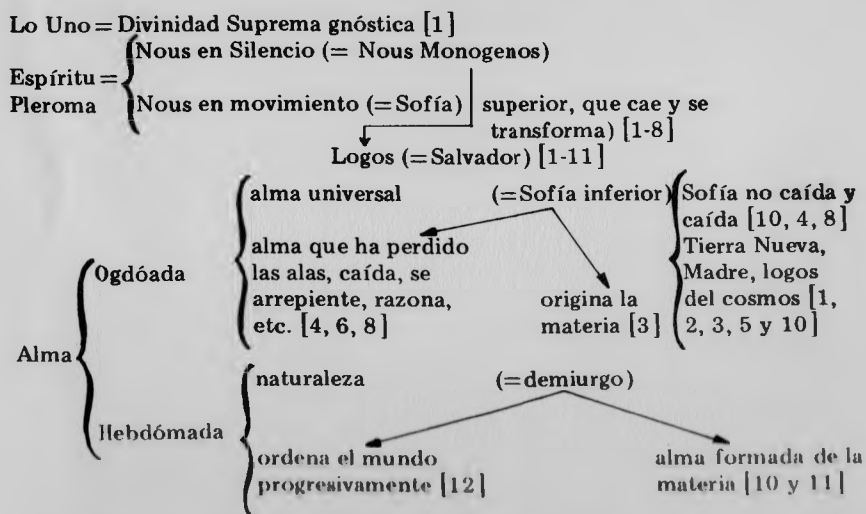 Lo Uno = Divinidad Suprema gnóstica [1]
Nous en Silencio (= Nous Monogenos)
Espíritu =
Pleroma
Nous en movimiento (=Sofía) superior, que cae y se
transforma) [1-8]
Logos (=Salvador) [1-11]
alma universal (=Sofía inferior)
Sofía no caída y
caída [10, 4, 8]
Tierra Nueva,
Madre, logos
del cosmos [1,
2, 3, 5 y 10]
Ogdóada
alma que ha perdido
las alas, caída, se
arrepiente, razona,
etc. [4, 6, 8]
origina la
materia [3]
Alma
naturaleza (=demiurgo)
Hebdómada
ordena el mundo
progresivamente [12]
alma formada de la
materia [10 y 11]